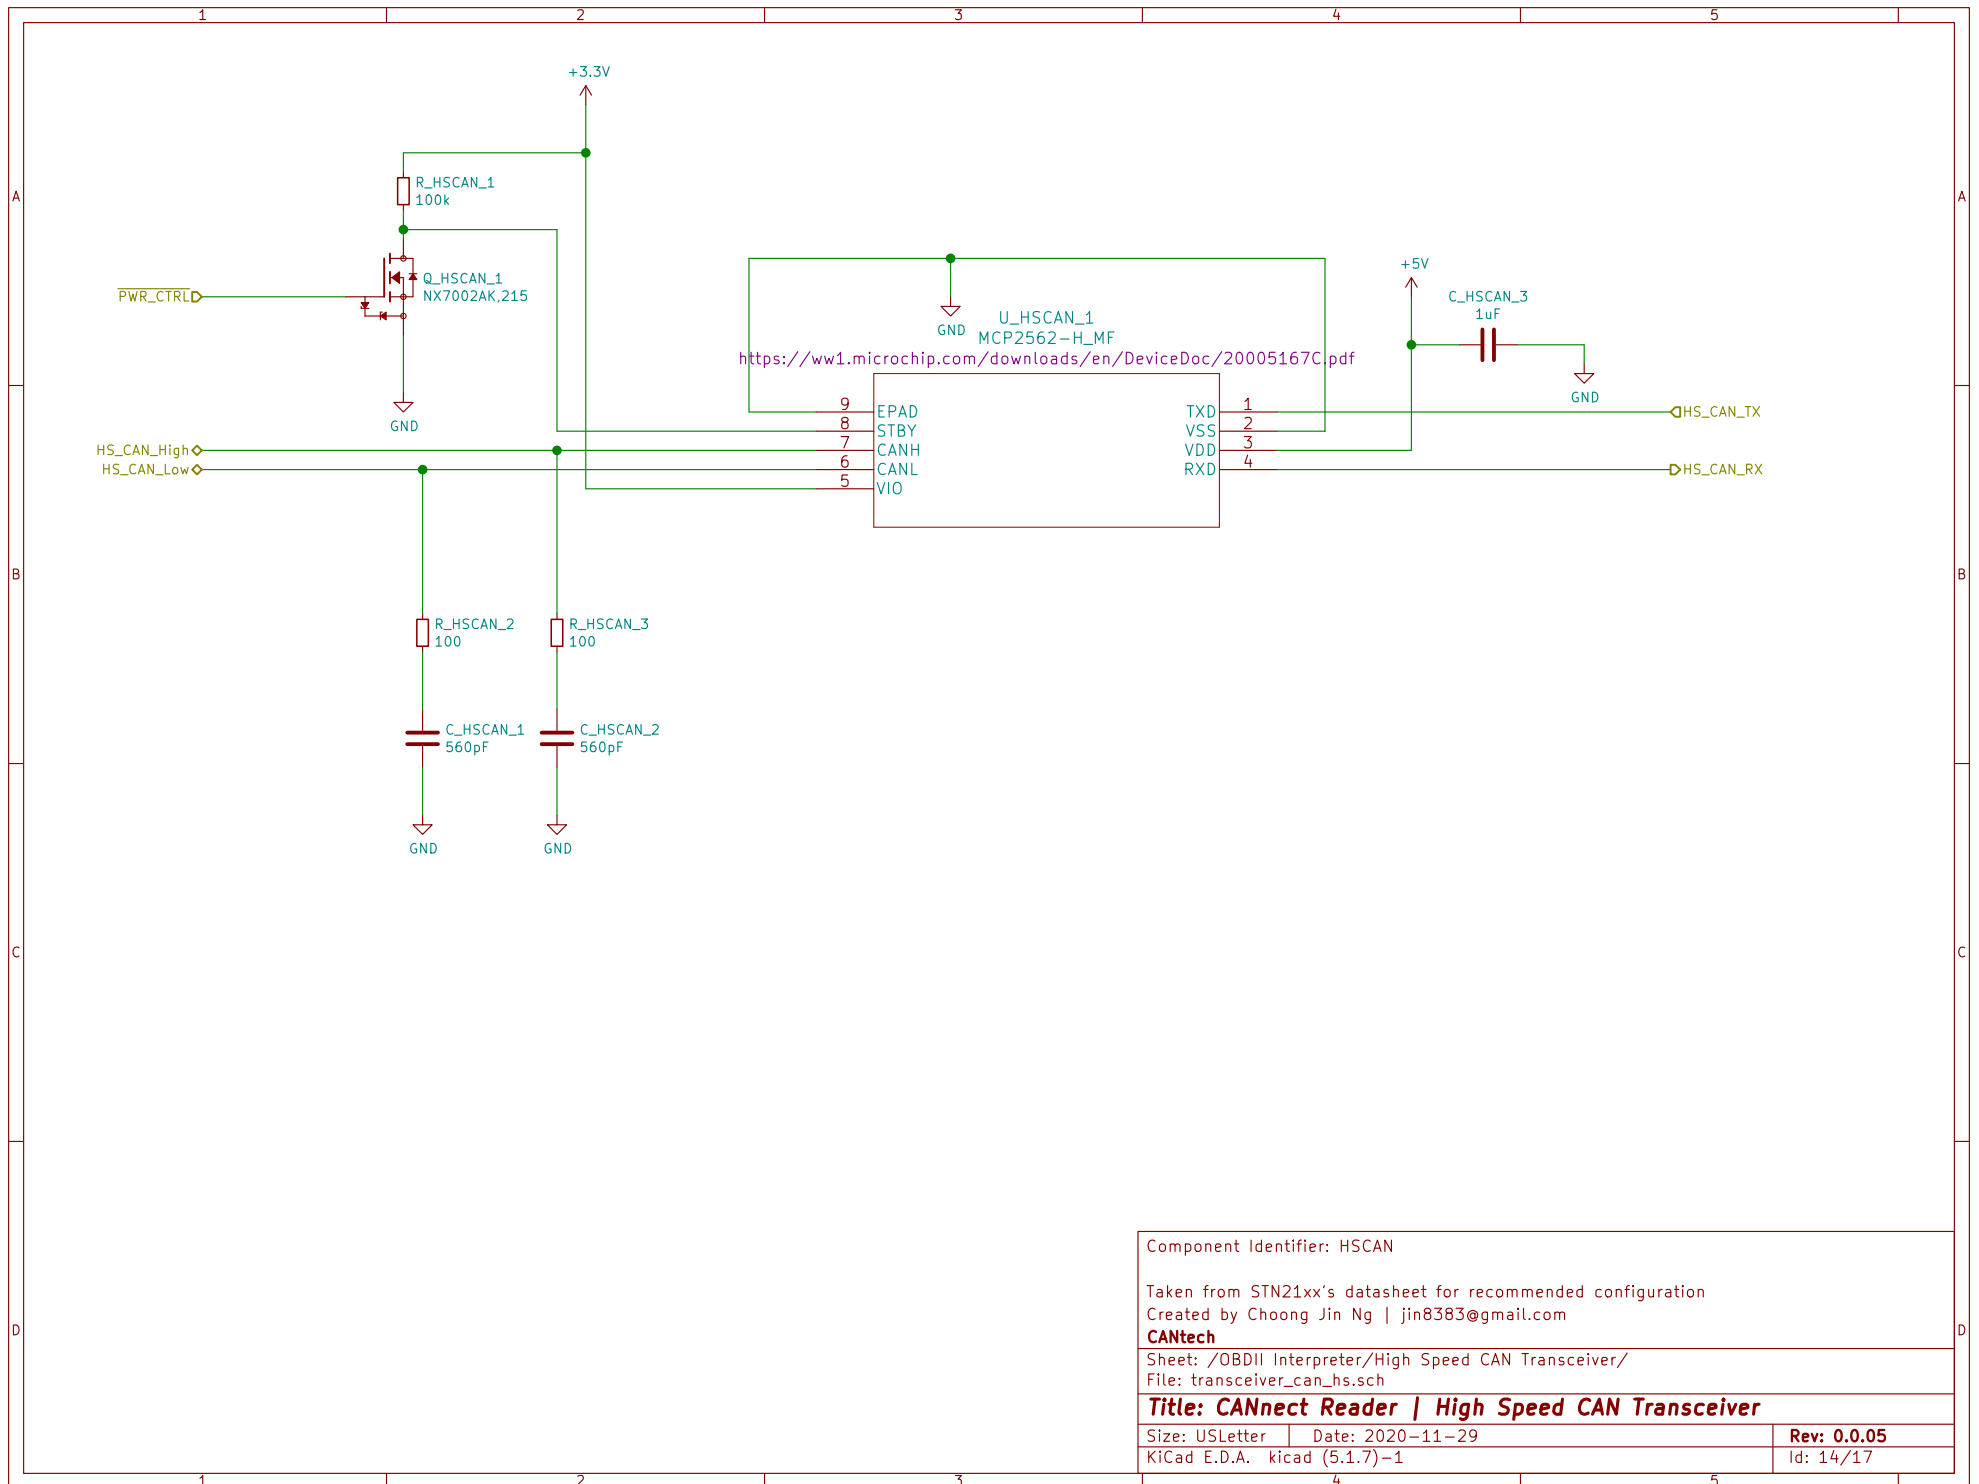 1 2 3 4 5
+3.3V
A A
R_HSCAN_1
100k
Q_HSCAN_1
NX7002AK,215
PWR_CTRL
GND
+5V
C_HSCAN_3
1uF
GND
GND
U_HSCAN_1
MCP2562-H_MF
https://ww1.microchip.com/downloads/en/DeviceDoc/20005167C.pdf
9 EPAD TXD 1 HS_CAN_TX
8 STBY VSS 2
HS_CAN_High 7 CANH VDD 3
HS_CAN_Low 6 CANL RXD 4 HS_CAN_RX
5 VIO
B B
R_HSCAN_2
100
R_HSCAN_3
100
C_HSCAN_1
560pF
C_HSCAN_2
560pF
GND GND
C C
D D
Component Identifier: HSCAN
Taken from STN21xx's datasheet for recommended configuration
Created by Choong Jin Ng | jin8383@gmail.com
CANtech
Sheet: /OBDII Interpreter/High Speed CAN Transceiver/
File: transceiver_can_hs.sch
Title: CANnect Reader | High Speed CAN Transceiver
Size: USLetter Date: 2020-11-29 Rev: 0.0.05
KiCad E.D.A. kicad (5.1.7)-1 Id: 14/17
1 2 3 4 5